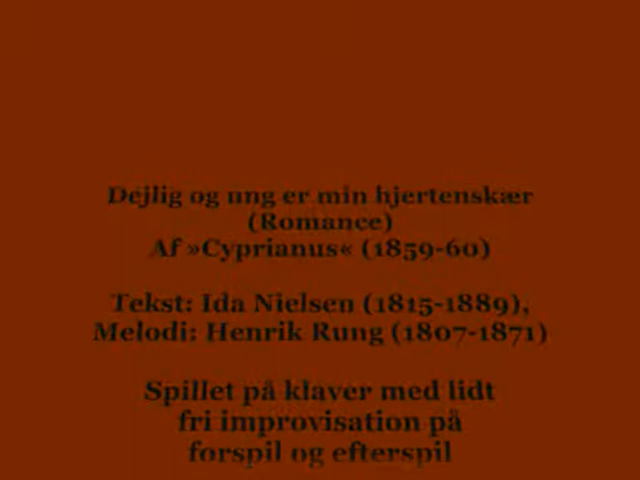 Dejlig og ung er min hjertenskær
(Romance)
Af »Cyprianus« (1859-60)
Tekst: Ida Nielsen (1815-1889),
Melodi: Henrik Rung (1807-1871)
Spillet på klaver med lidt
fri improvisation på
forspil og efterspil